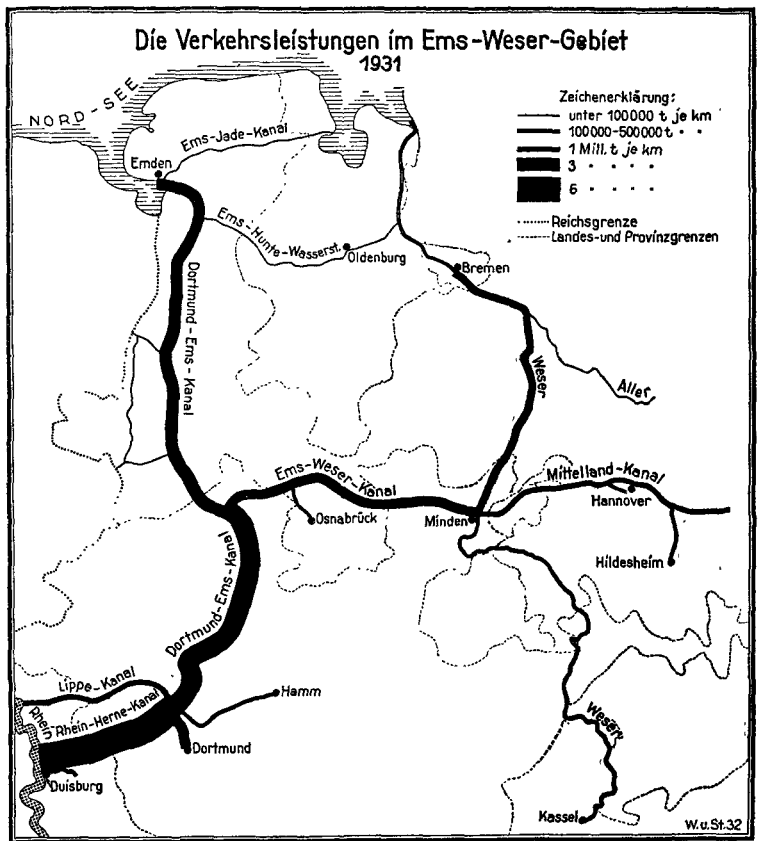 Die Verkehrsleistungen im Ems-Weser-Gebiet
1931
NORD-SEE
Zeichenerklärung:
unter 100000 t je km
100000-500000 t " "
1 Mill. t je km
3 " " " "
6 " " " "
Reichsgrenze
Landes-und Provinzgrenzen
Ems-Jade-Kanal
Emden
Ems-Hunte-Wasserst.
Oldenburg
Bremen
Dortmund-Ems-Kanal
Weser
Aller
Ems-Weser-Kanal
Mittelland-Kanal
Hannover
Osnabrück
Minden
Hildesheim
Dortmund-Ems-Kanal
Lippe-Kanal
Hamm
Rhein
Rhein-Herne-Kanal
Weser
Dortmund
Duisburg
Kassel
W.u.St.32